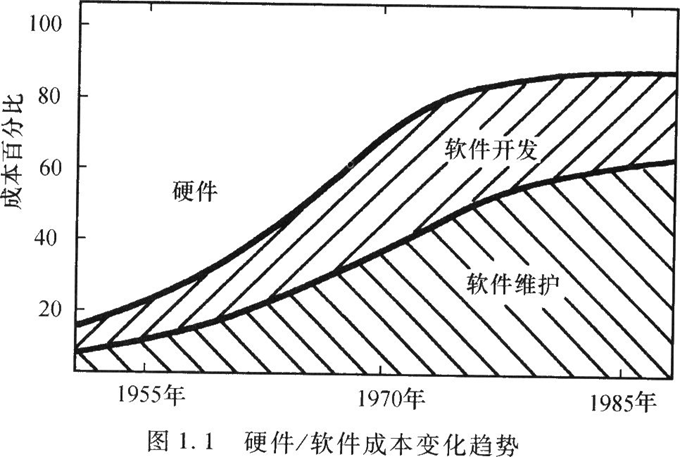 100
80
成本百分比
60
40
20
硬件
软件开发
软件维护
1955年
1970年
1985年
图 1.1 硬件/软件成本变化趋势